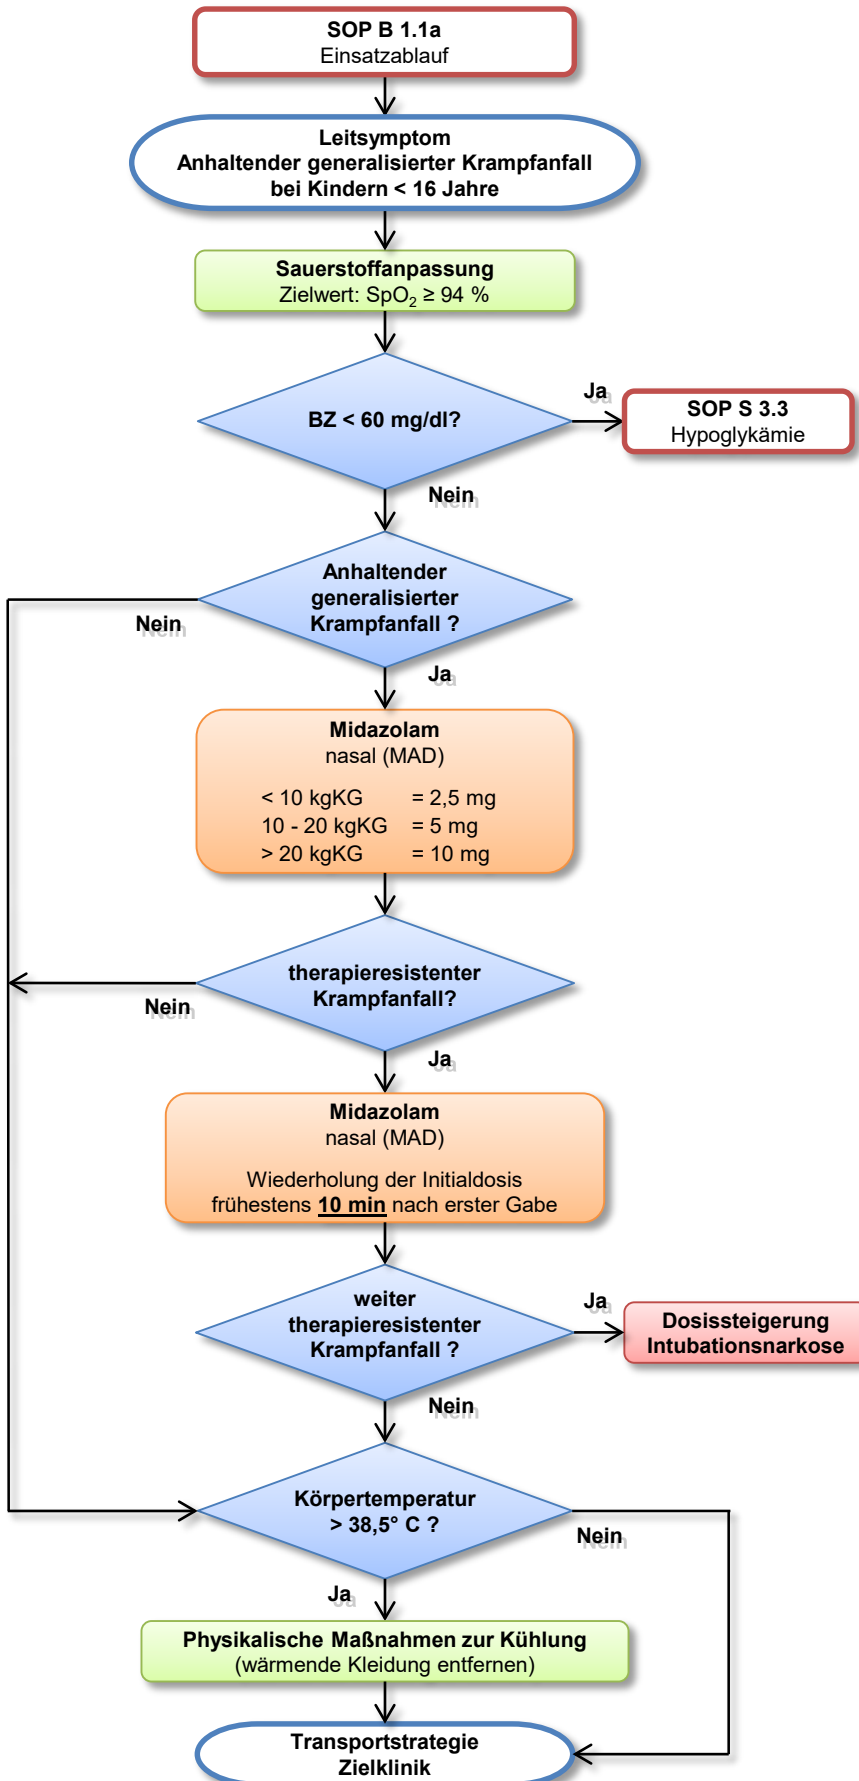 SOP B 1.1a
Einsatzablauf
Leitsymptom
Anhaltender generalisierter Krampfanfall
bei Kindern < 16 Jahre
Sauerstoffanpassung
Zielwert: SpO₂ ≥ 94 %
BZ < 60 mg/dl?
Ja
SOP S 3.3
Hypoglykämie
Nein
Anhaltender
generalisierter
Krampfanfall ?
Nein
Ja
Midazolam
nasal (MAD)
< 10 kgKG = 2,5 mg
10 - 20 kgKG = 5 mg
> 20 kgKG = 10 mg
therapieresistenter
Krampfanfall?
Nein
Ja
Midazolam
nasal (MAD)
Wiederholung der Initialdosis
frühestens 10 min nach erster Gabe
weiter
therapieresistenter
Krampfanfall ?
Ja
Dosissteigerung
Intubationsnarkose
Nein
Körpertemperatur
> 38,5° C ?
Nein
Ja
Physikalische Maßnahmen zur Kühlung
(wärmende Kleidung entfernen)
Transportstrategie
Zielklinik